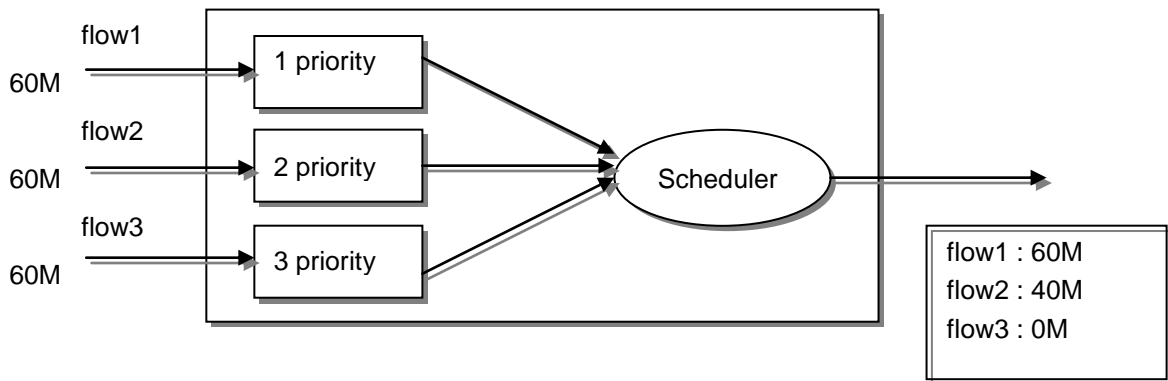 flow1
60M
1 priority
flow2
60M
2 priority
Scheduler
flow3
60M
3 priority
flow1 : 60M
flow2 : 40M
flow3 : 0M